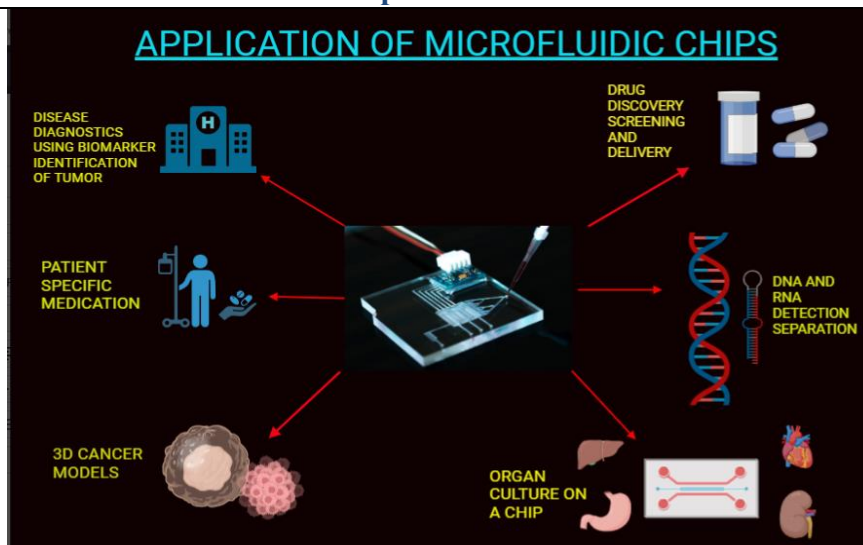 APPLICATION OF MICROFLUIDIC CHIPS
DISEASE
DIAGNOSTICS
USING BIOMARKER
IDENTIFICATION
OF TUMOR
H
DRUG
DISCOVERY
SCREENING
AND
DELIVERY
PATIENT
SPECIFIC
MEDICATION
DNA AND
RNA
DETECTION
SEPARATION
3D CANCER
MODELS
ORGAN
CULTURE ON
A CHIP